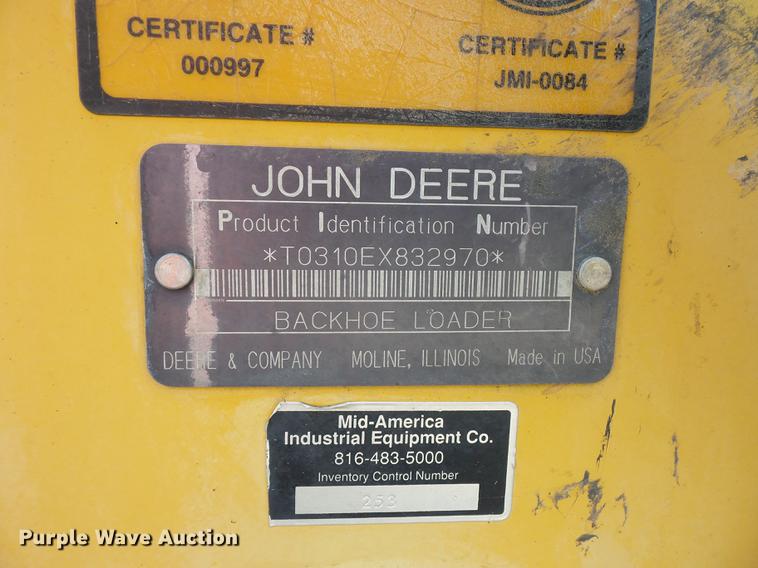 CERTIFICATE #
000997
CERTIFICATE #
JMI-0084
JOHN DEERE
Product Identification Number
*T0310EX832970*
BACKHOE LOADER
DEERE & COMPANY MOLINE, ILLINOIS Made in USA
Mid-America
Industrial Equipment Co.
816-483-5000
Inventory Control Number
253
Purple Wave Auction